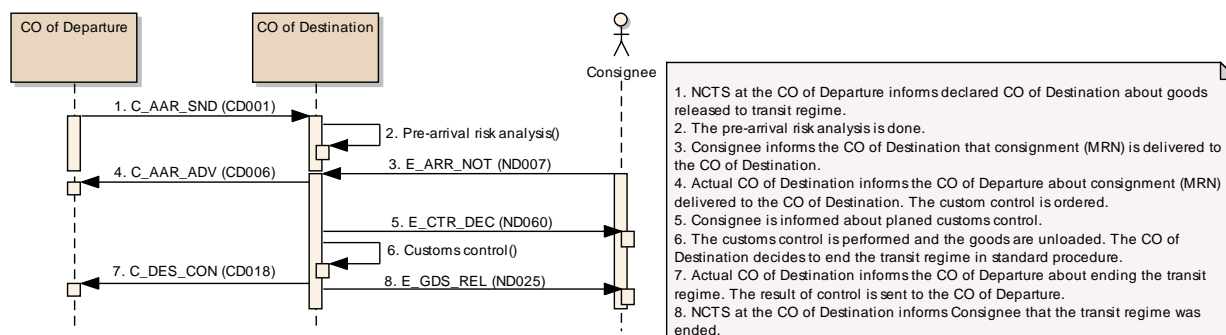 CO of Departure
CO of Destination
Consignee
1. C_AAR_SND (CD001)
2. Pre-arrival risk analysis()
3. E_ARR_NOT (ND007)
4. C_AAR_ADV (CD006)
5. E_CTR_DEC (ND060)
6. Customs control()
7. C_DES_CON (CD018)
8. E_GDS_REL (ND025)
1. NCTS at the CO of Departure informs declared CO of Destination about goods
released to transit regime.
2. The pre-arrival risk analysis is done.
3. Consignee informs the CO of Destination that consignment (MRN) is delivered to
the CO of Destination.
4. Actual CO of Destination informs the CO of Departure about consignment (MRN)
delivered to the CO of Destination. The custom control is ordered.
5. Consignee is informed about planed customs control.
6. The customs control is performed and the goods are unloaded. The CO of
Destination decides to end the transit regime in standard procedure.
7. Actual CO of Destination informs the CO of Departure about ending the transit
regime. The result of control is sent to the CO of Departure.
8. NCTS at the CO of Destination informs Consignee that the transit regime was
ended.